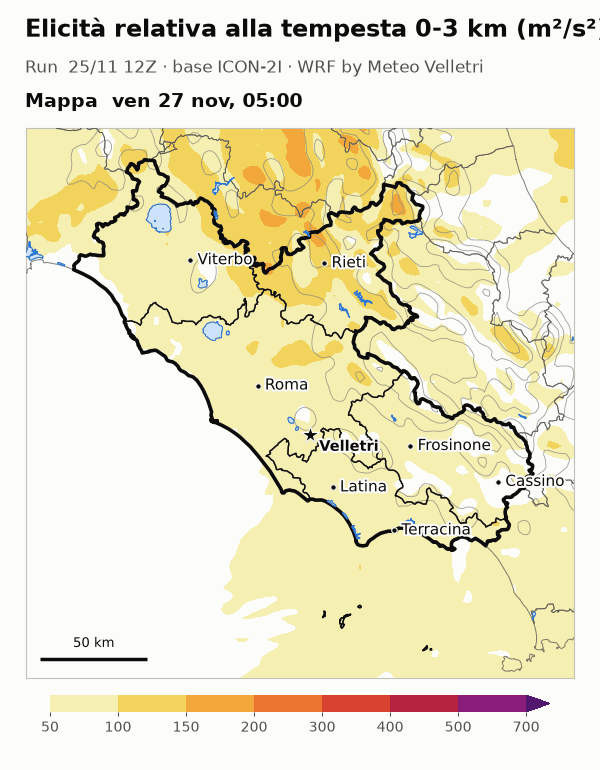 Elicità relativa alla tempesta 0-3 km (m²/s²)
Run  25/11 12Z · base ICON-2I · WRF by Meteo Velletri
Mappa  ven 27 nov, 05:00
Viterbo
Rieti
Roma
Velletri
Frosinone
Cassino
Latina
Terracina
50 km
50 100 150 200 300 400 500 700